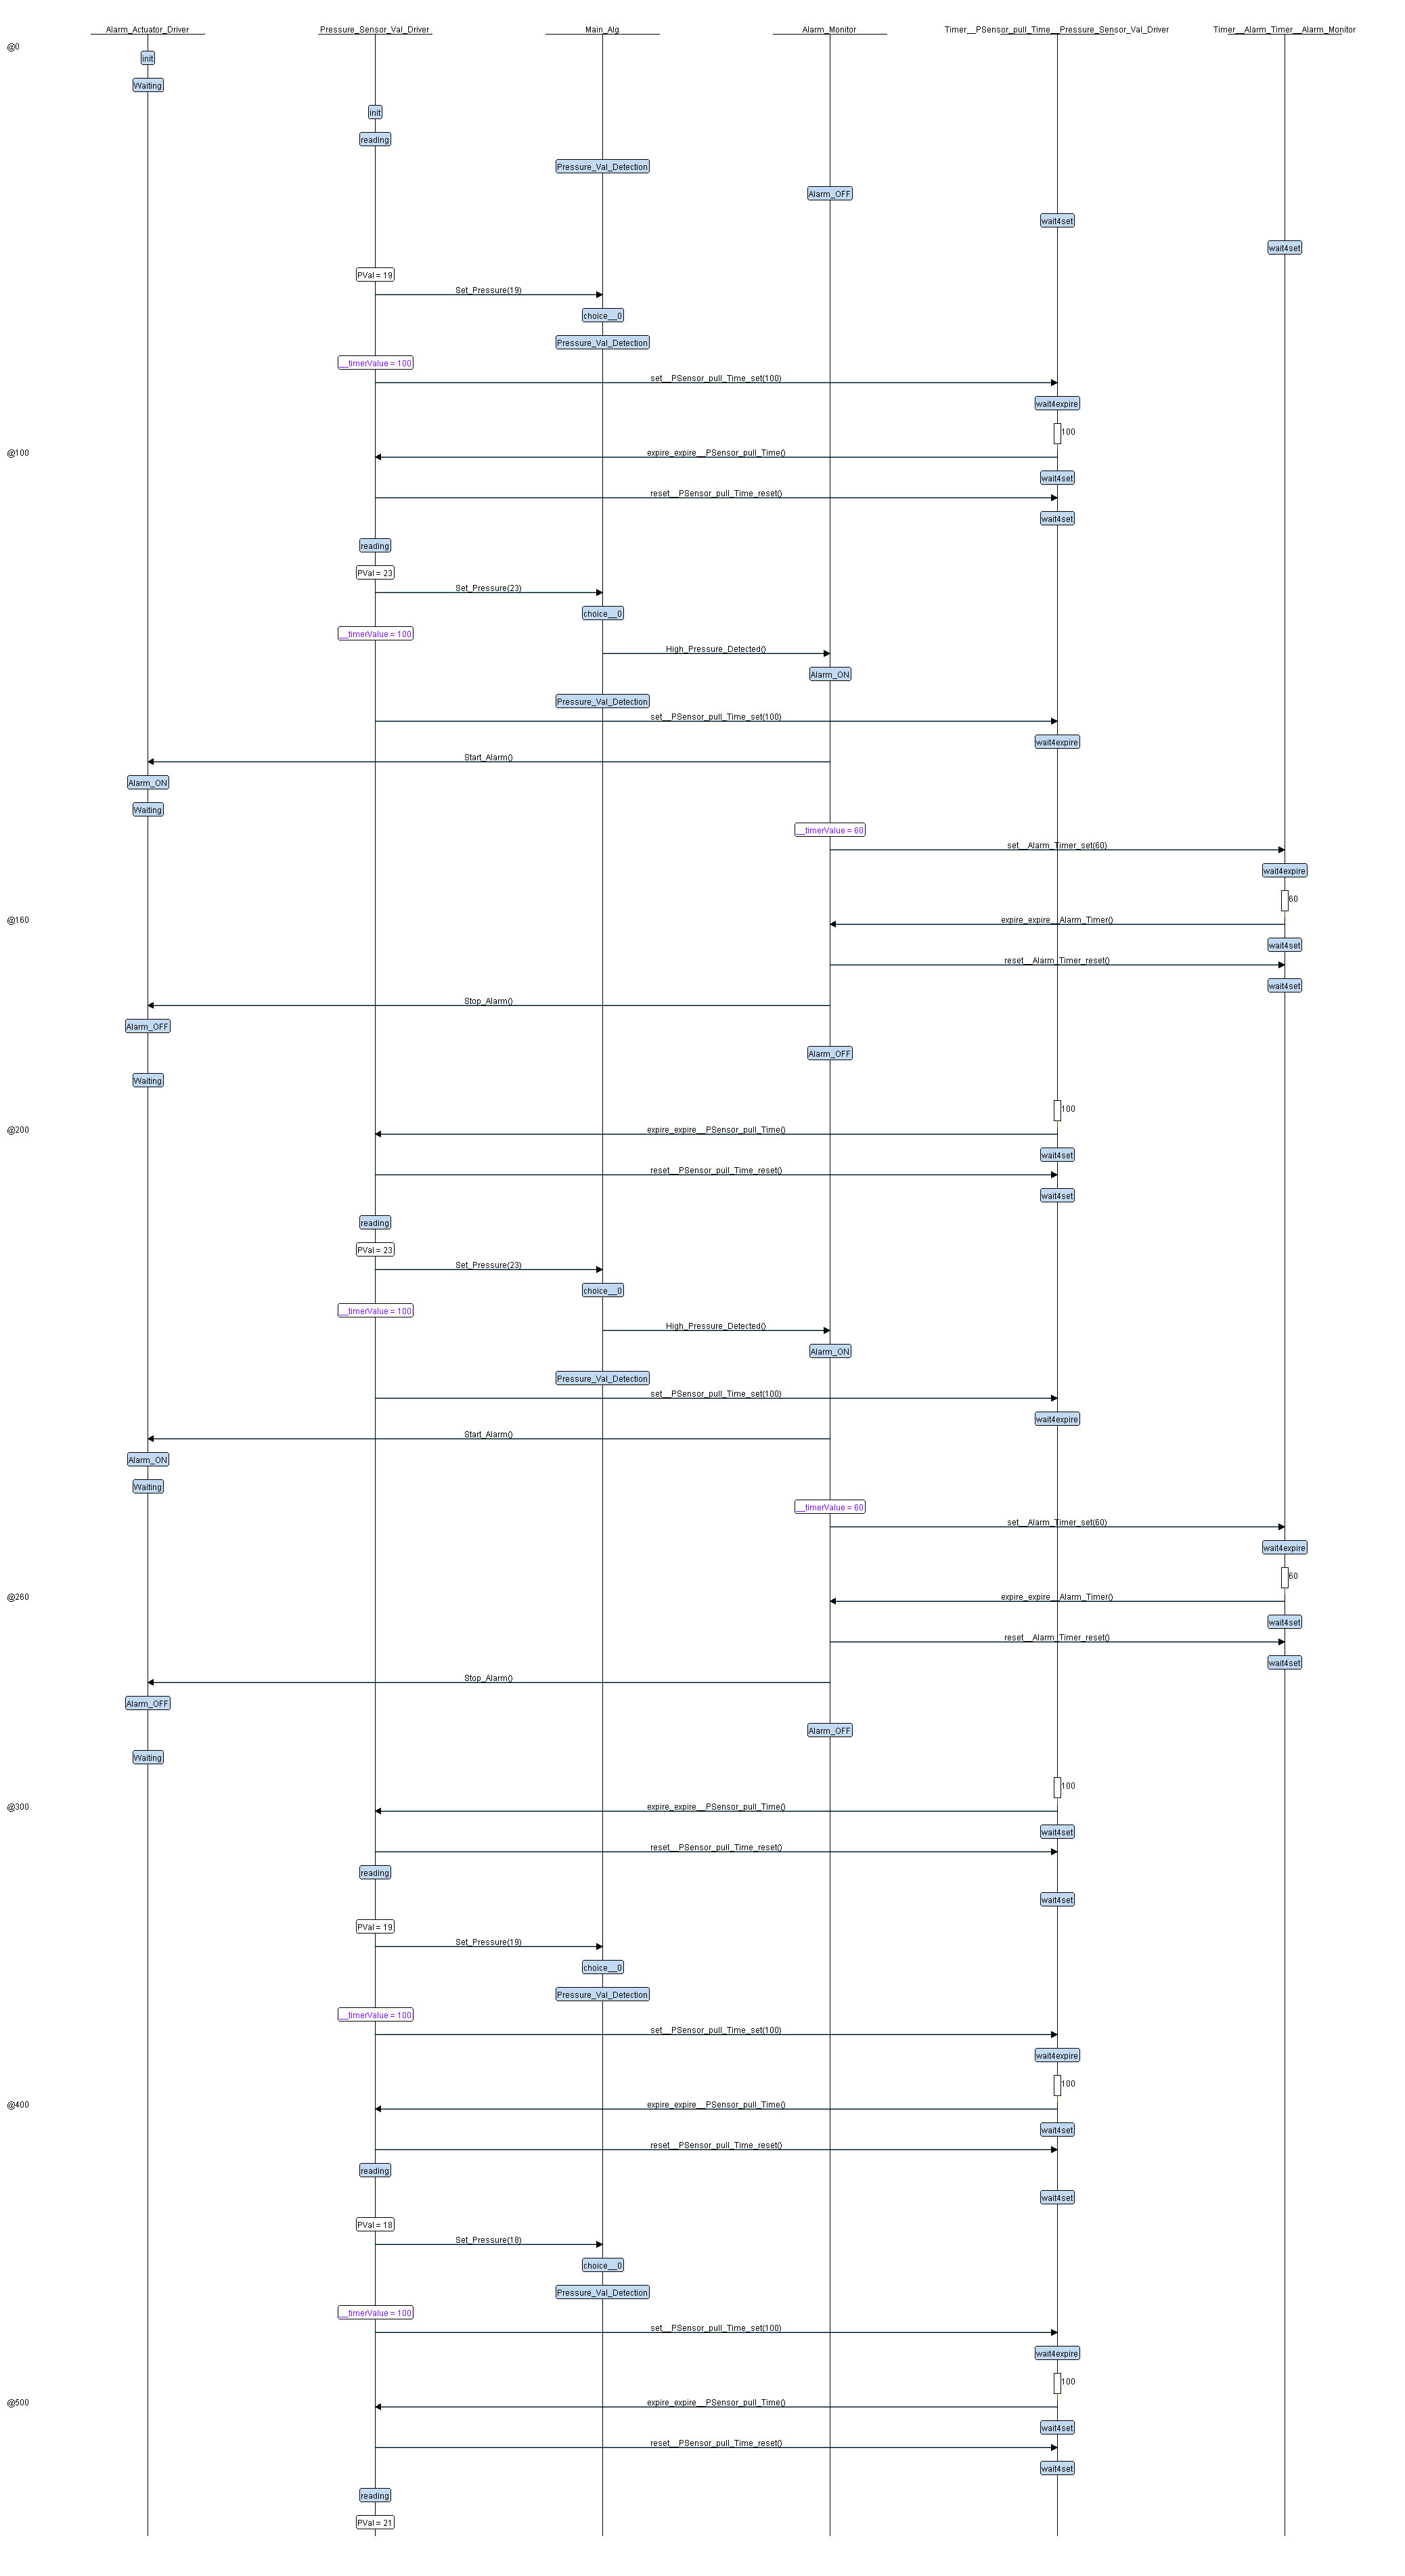 Alarm_Actuator_Driver
Pressure_Sensor_Val_Driver
Main_Alg
Alarm_Monitor
Timer__PSensor_pull_Time__Pressure_Sensor_Val_Driver
Timer__Alarm_Timer__Alarm_Monitor
@0
init
Waiting
init
reading
Pressure_Val_Detection
Alarm_OFF
wait4set
wait4set
PVal = 19
Set_Pressure(19)
choice__0
Pressure_Val_Detection
__timerValue = 100
set__PSensor_pull_Time_set(100)
wait4expire
100
@100
expire_expire__PSensor_pull_Time()
wait4set
reset__PSensor_pull_Time_reset()
wait4set
reading
PVal = 23
Set_Pressure(23)
choice__0
__timerValue = 100
High_Pressure_Detected()
Alarm_ON
Pressure_Val_Detection
set__PSensor_pull_Time_set(100)
wait4expire
Start_Alarm()
Alarm_ON
Waiting
__timerValue = 60
set__Alarm_Timer_set(60)
wait4expire
60
@160
expire_expire__Alarm_Timer()
wait4set
reset__Alarm_Timer_reset()
wait4set
Stop_Alarm()
Alarm_OFF
Alarm_OFF
Waiting
100
@200
expire_expire__PSensor_pull_Time()
wait4set
reset__PSensor_pull_Time_reset()
wait4set
reading
PVal = 23
Set_Pressure(23)
choice__0
__timerValue = 100
High_Pressure_Detected()
Alarm_ON
Pressure_Val_Detection
set__PSensor_pull_Time_set(100)
wait4expire
Start_Alarm()
Alarm_ON
Waiting
__timerValue = 60
set__Alarm_Timer_set(60)
wait4expire
60
@260
expire_expire__Alarm_Timer()
wait4set
reset__Alarm_Timer_reset()
wait4set
Stop_Alarm()
Alarm_OFF
Alarm_OFF
Waiting
100
@300
expire_expire__PSensor_pull_Time()
wait4set
reset__PSensor_pull_Time_reset()
reading
wait4set
PVal = 19
Set_Pressure(19)
choice__0
Pressure_Val_Detection
__timerValue = 100
set__PSensor_pull_Time_set(100)
wait4expire
100
@400
expire_expire__PSensor_pull_Time()
wait4set
reset__PSensor_pull_Time_reset()
reading
wait4set
PVal = 18
Set_Pressure(18)
choice__0
Pressure_Val_Detection
__timerValue = 100
set__PSensor_pull_Time_set(100)
wait4expire
100
@500
expire_expire__PSensor_pull_Time()
wait4set
reset__PSensor_pull_Time_reset()
wait4set
reading
PVal = 21